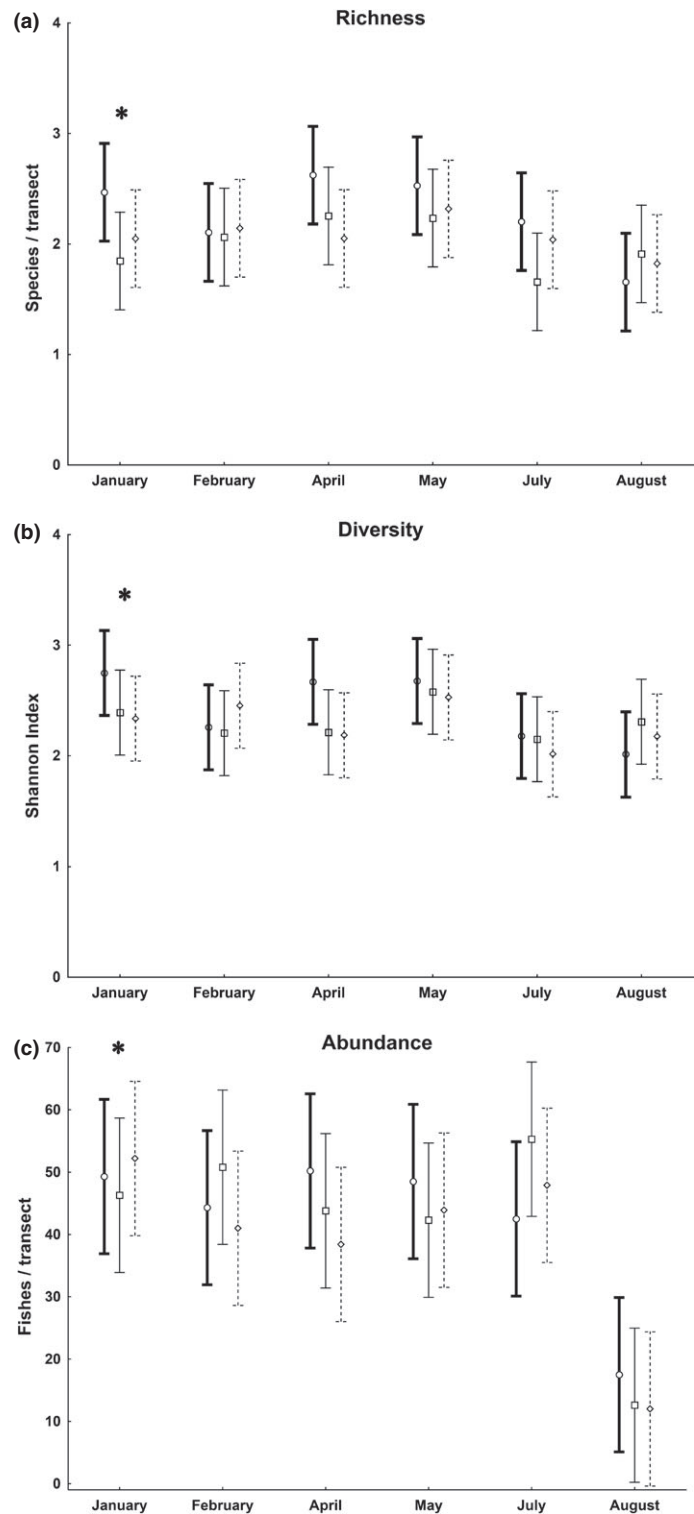 (a) Richness
*
4
3
2
1
0
Species / transect
January February April May July August
(b) Diversity
*
4
3
2
1
0
Shannon Index
January February April May July August
(c) Abundance
*
70
60
50
40
30
20
10
0
Fishes / transect
January February April May July August